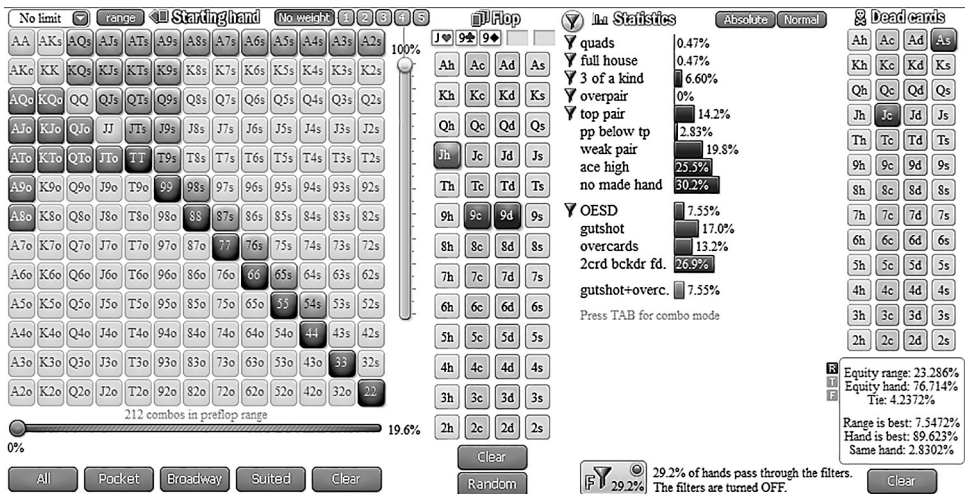 No limit range Starting hand No weight 1 2 3 4 5
AA AKs AQs AJs ATs A9s A8s A7s A6s A5s A4s A3s A2s
AKo KK KQs KJs KTs K9s K8s K7s K6s K5s K4s K3s K2s
AQo KQo QQ QJs QTs Q9s Q8s Q7s Q6s Q5s Q4s Q3s Q2s
AJo KJo QJo JJ JTs J9s J8s J7s J6s J5s J4s J3s J2s
ATo KTo QTo JTo TT T9s T8s T7s T6s T5s T4s T3s T2s
A9o K9o Q9o J9o T9o 99 98s 97s 96s 95s 94s 93s 92s
A8o K8o Q8o J8o T8o 98o 88 87s 86s 85s 84s 83s 82s
A7o K7o Q7o J7o T7o 97o 87o 77 76s 75s 74s 73s 72s
A6o K6o Q6o J6o T6o 96o 86o 76o 66 65s 64s 63s 62s
A5o K5o Q5o J5o T5o 95o 85o 75o 65o 55 54s 53s 52s
A4o K4o Q4o J4o T4o 94o 84o 74o 64o 54o 44 43s 42s
A3o K3o Q3o J3o T3o 93o 83o 73o 63o 53o 43o 33 32s
A2o K2o Q2o J2o T2o 92o 82o 72o 62o 52o 42o 32o 22
100%
212 combos in preflop range
19.6%
0%
All Pocket Broadway Suited Clear
Flop
J♥ 9♣ 9♦
Ah Ac Ad As
Kh Kc Kd Ks
Qh Qc Qd Qs
Jh Jc Jd Js
Th Tc Td Ts
9h 9c 9d 9s
8h 8c 8d 8s
7h 7c 7d 7s
6h 6c 6d 6s
5h 5c 5d 5s
4h 4c 4d 4s
3h 3c 3d 3s
2h 2c 2d 2s
Clear
Random
Statistics Absolute Normal
quads 0.47%
full house 0.47%
3 of a kind 6.60%
overpair 0%
top pair 14.2%
pp below tp 2.83%
weak pair 19.8%
ace high 25.5%
no made hand 30.2%
OESD 7.55%
gutshot 17.0%
overcards 13.2%
2crd bckdr fd. 26.9%
gutshot+overc. 7.55%
Press TAB for combo mode
F 29.2%
29.2% of hands pass through the filters.
The filters are turned OFF.
Dead cards
Ah Ac Ad As
Kh Kc Kd Ks
Qh Qc Qd Qs
Jh Jc Jd Js
Th Tc Td Ts
9h 9c 9d 9s
8h 8c 8d 8s
7h 7c 7d 7s
6h 6c 6d 6s
5h 5c 5d 5s
4h 4c 4d 4s
3h 3c 3d 3s
2h 2c 2d 2s
R
T
F
Equity range: 23.286%
Equity hand: 76.714%
Tie: 4.2372%
Range is best: 7.5472%
Hand is best: 89.623%
Same hand: 2.8302%
Clear